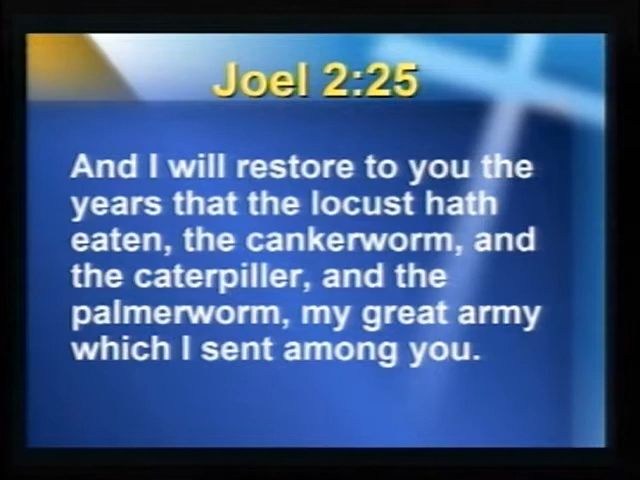 Joel 2:25
And I will restore to you the
years that the locust hath
eaten, the cankerworm, and
the caterpiller, and the
palmerworm, my great army
which I sent among you.